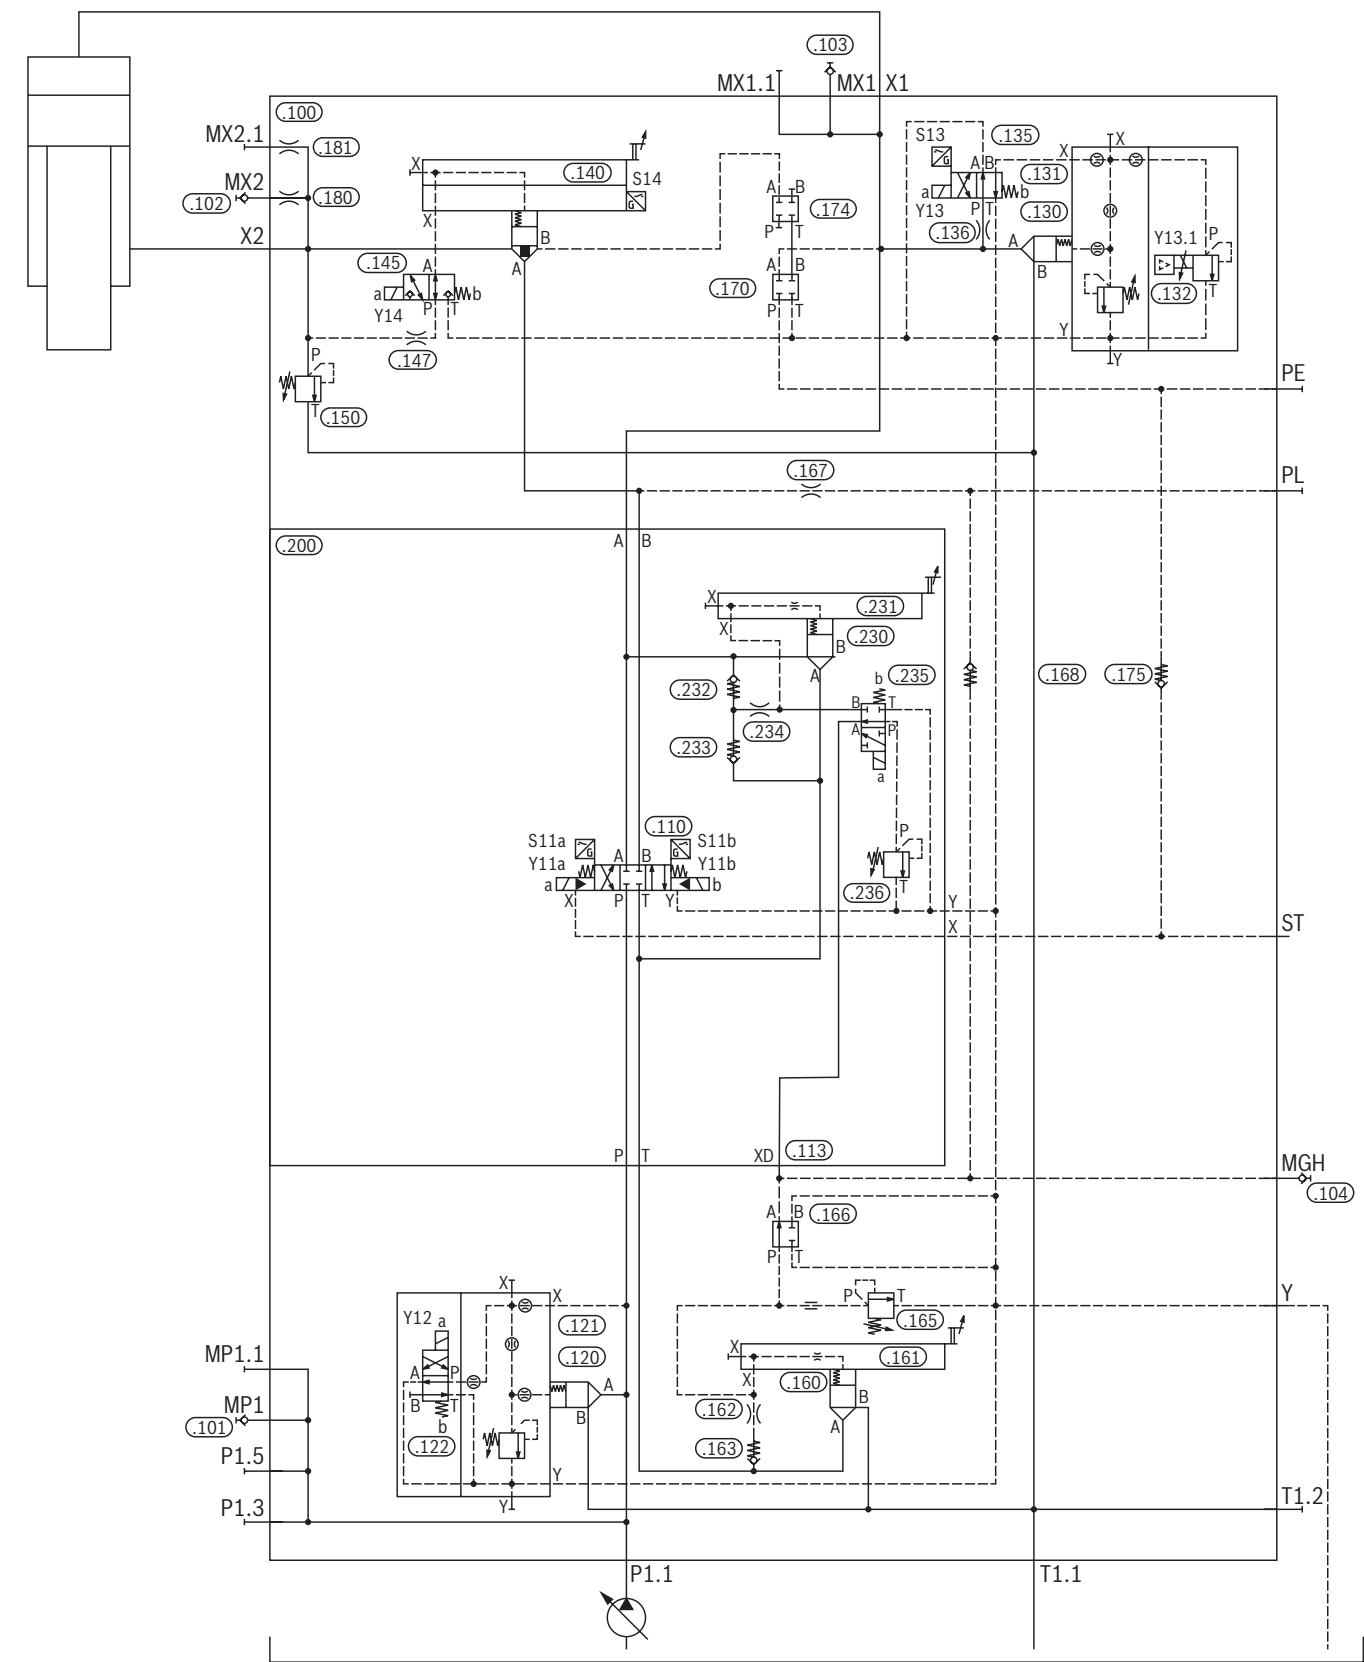 .103
MX1.1
MX1
X1
.100
MX2.1
.181
MX2
.102
.180
X2
X
.140
S14
X
B
A
.145
A
a
b
P
T
Y14
.147
P
T
.150
A
B
.174
P
T
A
B
.170
P
T
S13
.135
A
B
X
X
.131
a
b
P
T
Y13
.130
.136
A
B
Y13.1
P
.132
T
Y
Y
PE
.167
PL
.200
A
B
X
.231
X
.230
B
A
.232
b
.235
B
T
.234
A
P
.233
a
.168
.175
.110
S11a
S11b
A
B
Y11a
Y11b
a
b
X
P
T
Y
P
.236
T
Y
X
ST
P
T
XD
.113
MGH
.104
A
B
.166
P
T
X
X
Y12
a
.121
P
T
Y
.165
.120
X
.161
MP1.1
A
P
X
.160
A
B
MP1
B
T
B
.162
.101
b
A
.122
.163
P1.5
Y
P1.3
Y
T1.2
P1.1
T1.1